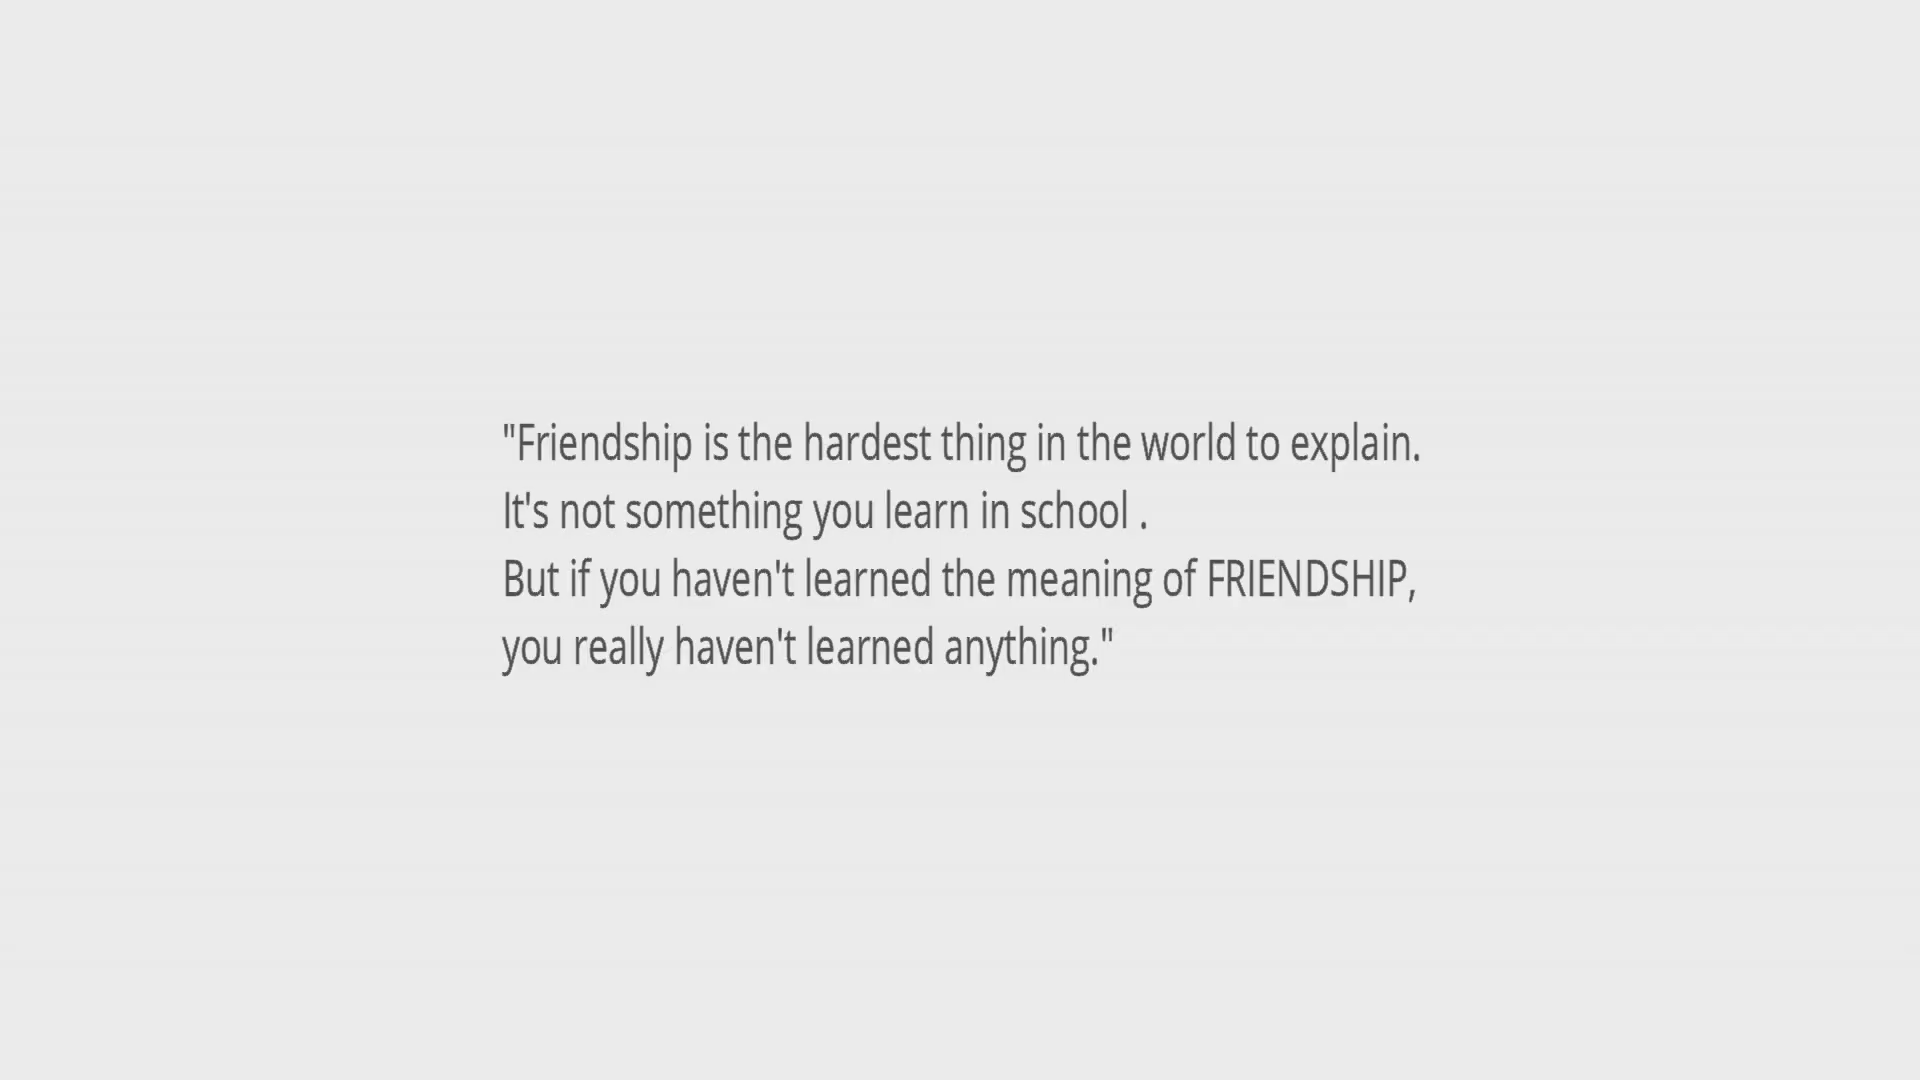 "Friendship is the hardest thing in the world to explain.
It's not something you learn in school .
But if you haven't learned the meaning of FRIENDSHIP,
you really haven't learned anything."